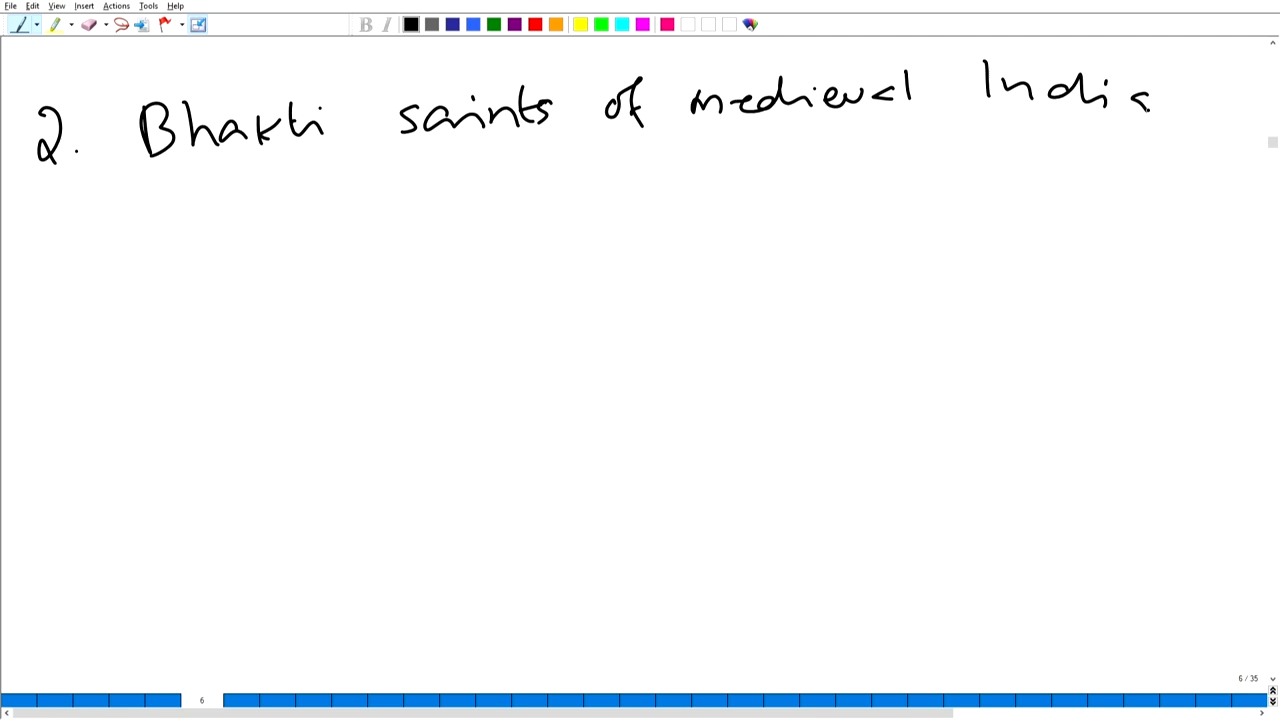 File Edit View Insert Actions Tools Help
B I
2. Bhakti saints of medieval India
6 / 35
6